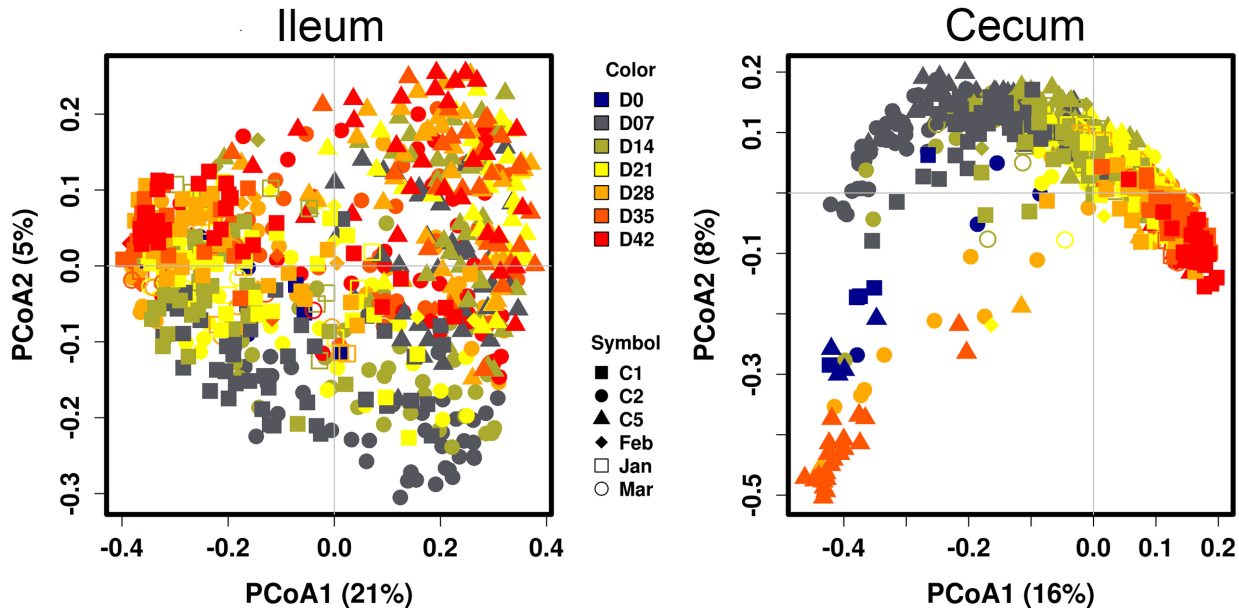 Ileum
Cecum
PCoA2 (5%)
0.2
0.1
0.0
-0.1
-0.2
-0.3
-0.4
-0.2
0.0
0.2
0.4
PCoA1 (21%)
Color
D0
D07
D14
D21
D28
D35
D42
Symbol
C1
C2
C5
Feb
Jan
Mar
PCoA2 (8%)
0.2
0.1
-0.1
-0.3
-0.5
-0.4
-0.2
0.0
0.1
0.2
PCoA1 (16%)